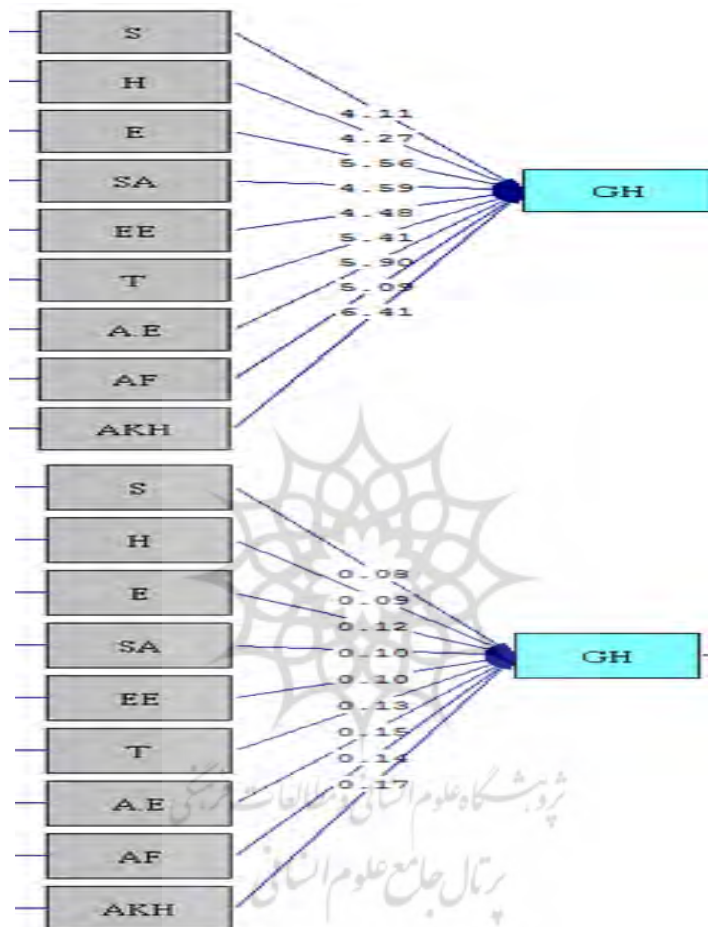 S
H
E
SA
EE
T
A.E
AF
AKH
4.11
4.27
5.56
4.59
4.48
5.41
5.90
5.09
6.41
GH
S
H
E
SA
EE
T
A.E
AF
AKH
0.08
0.09
0.12
0.10
0.10
0.13
0.15
0.14
0.17
GH
پژوهشگاه علوم انسانی و مطالعات فرهنگی
پرتال جامع علوم انسانی